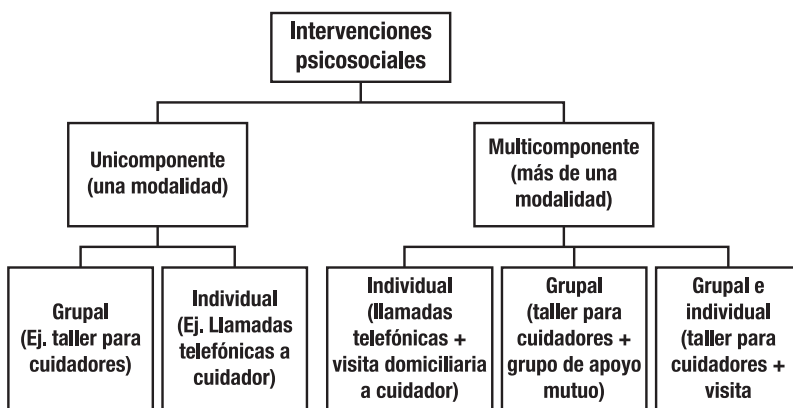 Intervenciones
psicosociales
Unicomponente
(una modalidad)
Multicomponente
(más de una
modalidad)
Grupal
(Ej. taller para
cuidadores)
Individual
(Ej. Llamadas
telefónicas a
cuidador)
Individual
(llamadas
telefónicas +
visita domiciliaria
a cuidador)
Grupal
(taller para
cuidadores +
grupo de apoyo
mutuo)
Grupal e
individual
(taller para
cuidadores +
visita